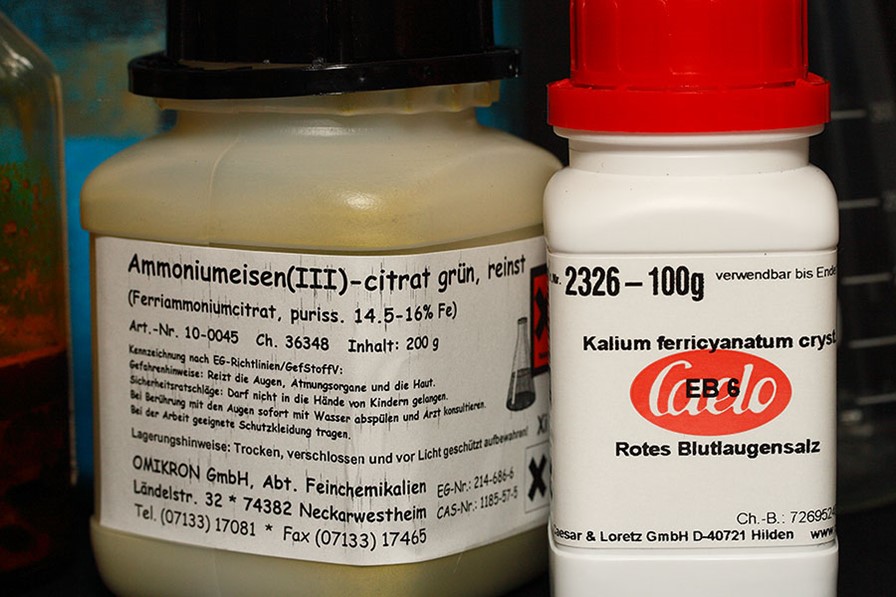 Ammoniumeisen(III)-citrat grün, reinst
(Ferriammoniumcitrat, puriss. 14.5-16% Fe)
Art.-Nr. 10-0045 Ch. 36348 Inhalt: 200 g
Kennzeichnung nach EG-Richtlinien/GefStoffV:
Gefahrenhinweise: Reizt die Augen, Atmungsorgane und die Haut.
Sicherheitsratschläge: Darf nicht in die Hände von Kindern gelangen.
Bei Berührung mit den Augen sofort mit Wasser abspülen und Arzt konsultieren.
Bei der Arbeit geeignete Schutzkleidung tragen.
Lagerungshinweise: Trocken, verschlossen und vor Licht geschützt aufbewahren!
Xi
OMIKRON GmbH, Abt. Feinchemikalien
Ländelstr. 32 * 74382 Neckarwestheim
Tel. (07133) 17081 * Fax (07133) 17465
EG-Nr.: 214-686-6
CAS-Nr.: 1185-57-5
Nr. 2326 – 100g verwendbar bis Ende
Kalium ferricyanatum cryst.
Caelo
EB 6
Rotes Blutlaugensalz
Ch.-B.: 7269524
Caesar & Loretz GmbH D-40721 Hilden www